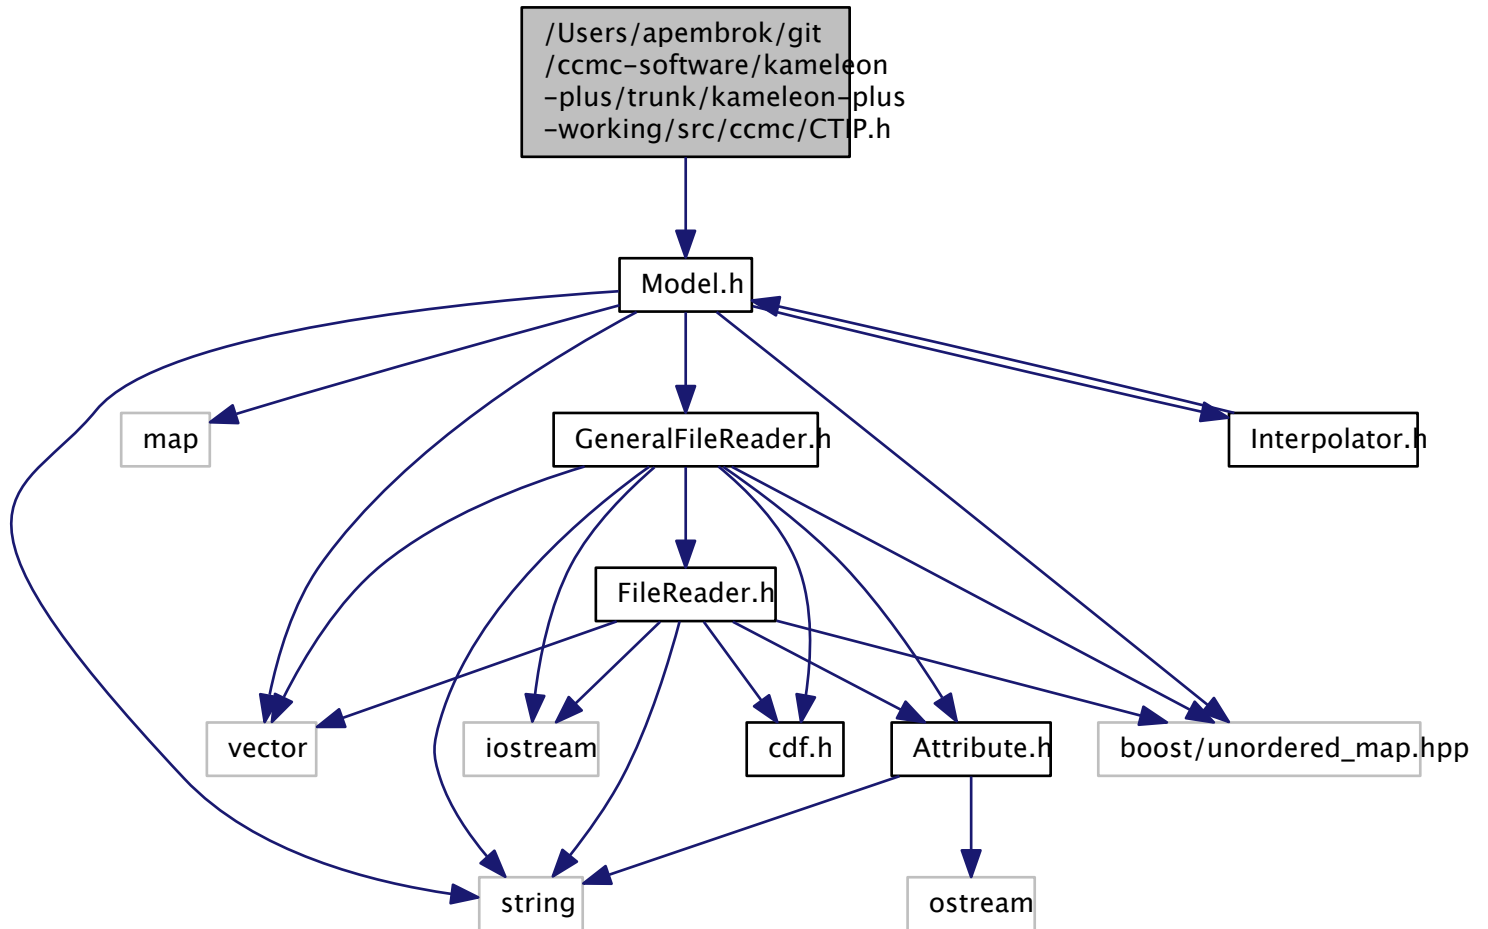 /Users/apembrok/git
/ccmc-software/kameleon
-plus/trunk/kameleon-plus
-working/src/ccmc/CTIP.h
Model.h
map
GeneralFileReader.h
Interpolator.h
FileReader.h
vector
iostream
cdf.h
Attribute.h
boost/unordered_map.hpp
string
ostream